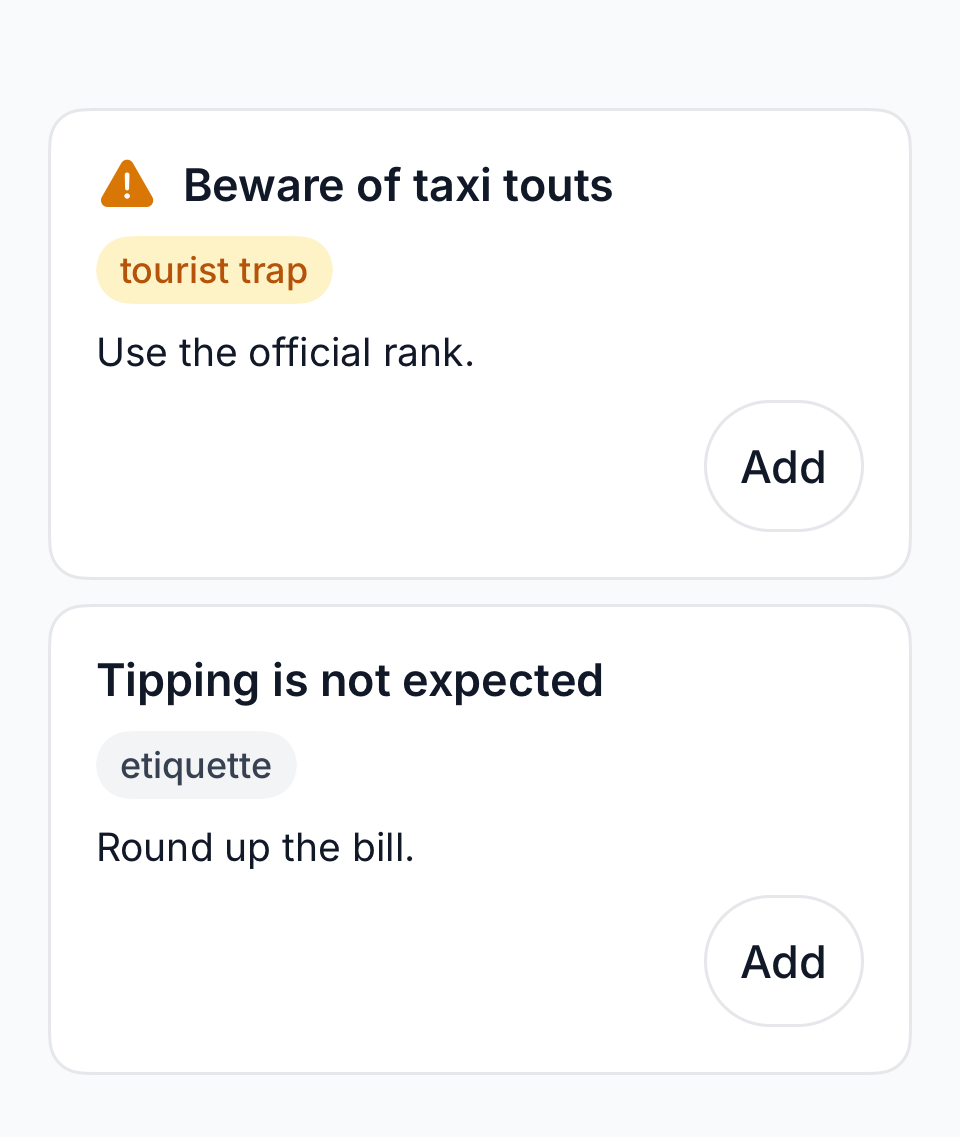 Beware of taxi touts
tourist trap
Use the official rank.
Add
Tipping is not expected
etiquette
Round up the bill.
Add